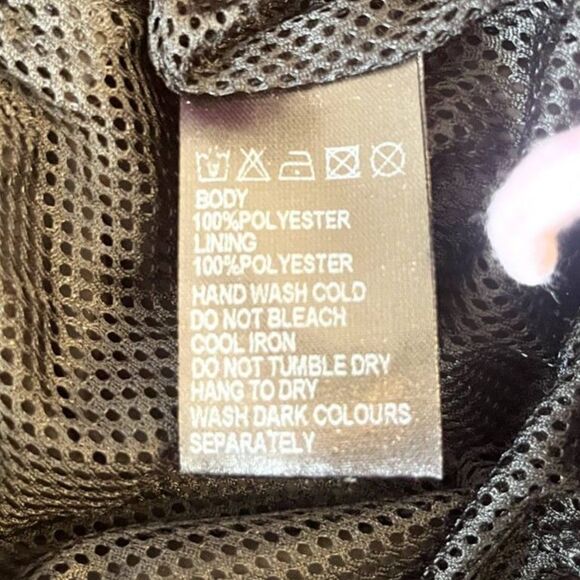 BODY
100%POLYESTER
LINING
100%POLYESTER
HAND WASH COLD
DO NOT BLEACH
COOL IRON
DO NOT TUMBLE DRY
HANG TO DRY
WASH DARK COLOURS
SEPARATELY